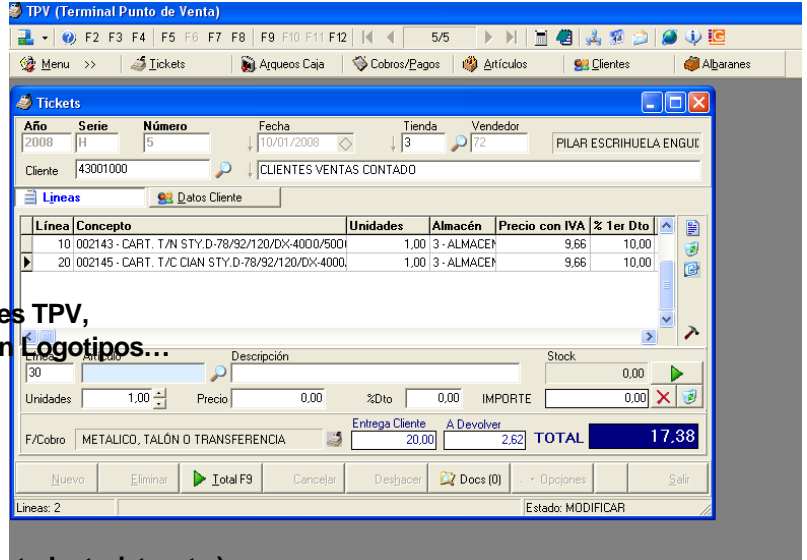 TPV (Terminal Punto de Venta)
F2 F3 F4 F5 F6 F7 F8 F9 F10 F11 F12 5/5
Menu >> Tickets Arqueos Caja Cobros/Pagos Artículos Clientes Albaranes
Tickets
Año Serie Número Fecha Tienda Vendedor
2008 H 5 10/01/2008 3 72 PILAR ESCRIHUELA
Cliente 43001000 CLIENTES VENTAS CONTADO
Lineas Datos Cliente
Línea Concepto Unidades Almacén Precio con IVA % 1er Dto
10 002143 - CART. T/N STY.D-78/92/120/DX-4000/500 1,00 3 - ALMACEN 9,66 10,00
20 002145 - CART. T/C CIAN STY.D-78/92/120/DX-4000, 1,00 3 - ALMACEN 9,66 10,00
es TPV,
n Logotipos...
Línea Artículo Descripción Stock
30 0,00
Unidades 1,00 Precio 0,00 %Dto 0,00 IMPORTE 0,00
Entrega Cliente A Devolver
F/Cobro METALICO, TALÓN O TRANSFERENCIA 20,00 2,62 TOTAL 17,38
Nuevo Eliminar Total F9 Cancelar Deshacer Docs (0) Opciones Salir
Lineas: 2 Estado: MODIFICAR